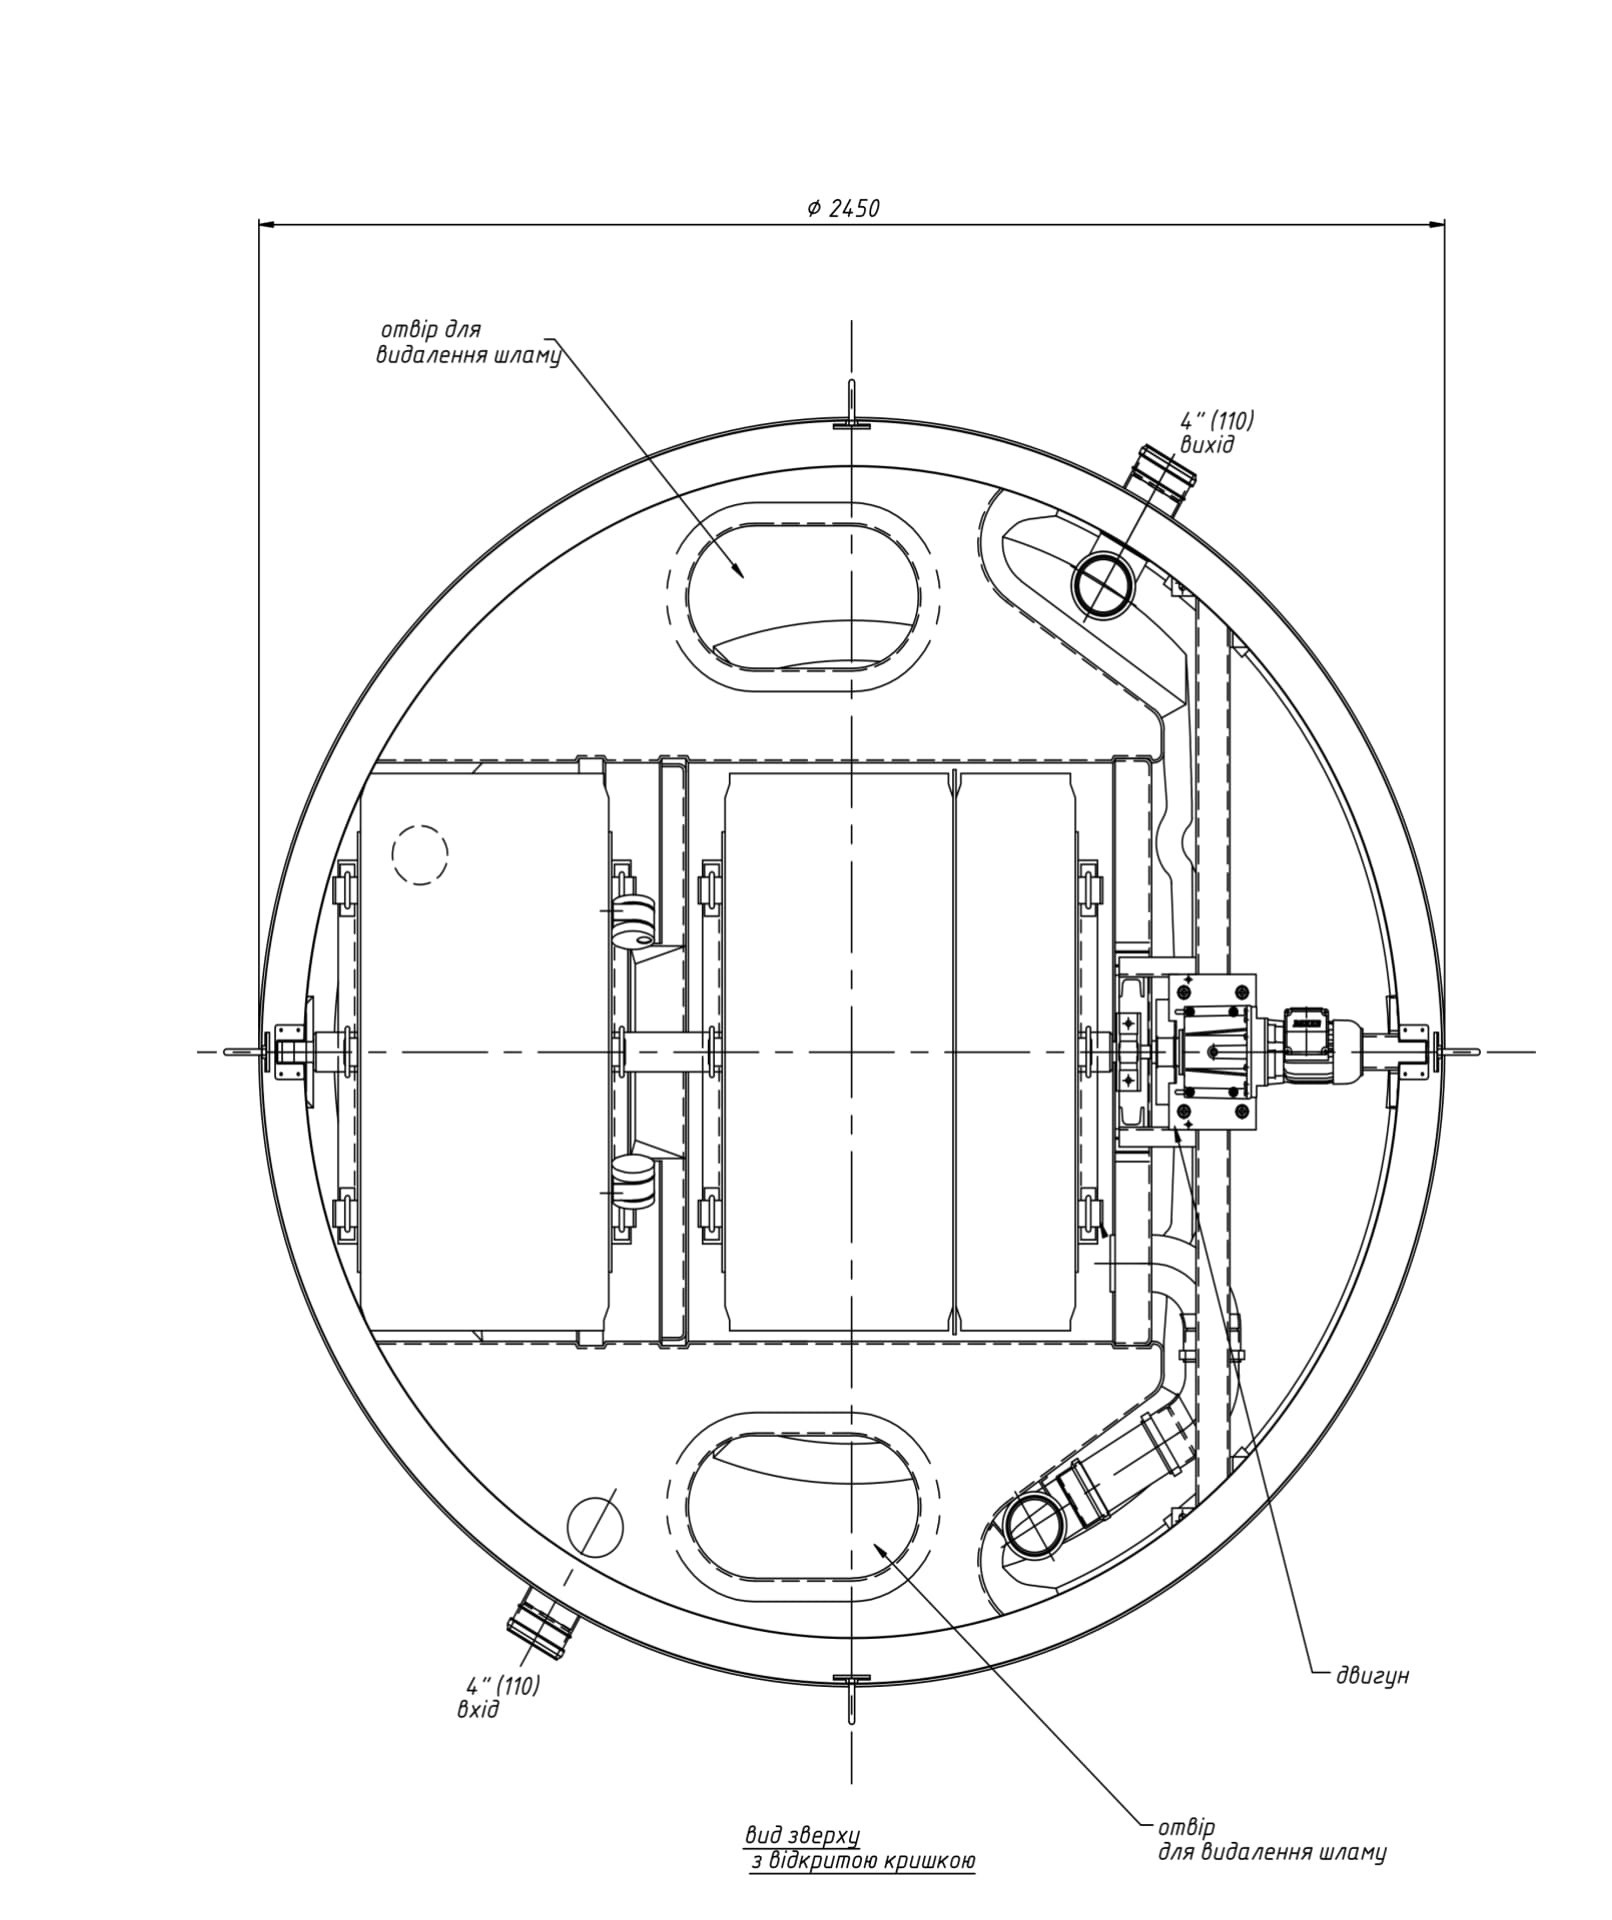 φ 2450
отвір для
видалення шламу
4" (110)
вихід
4" (110)
вхід
двигун
отвір
для видалення шламу
вид зверху
з відкритою кришкою